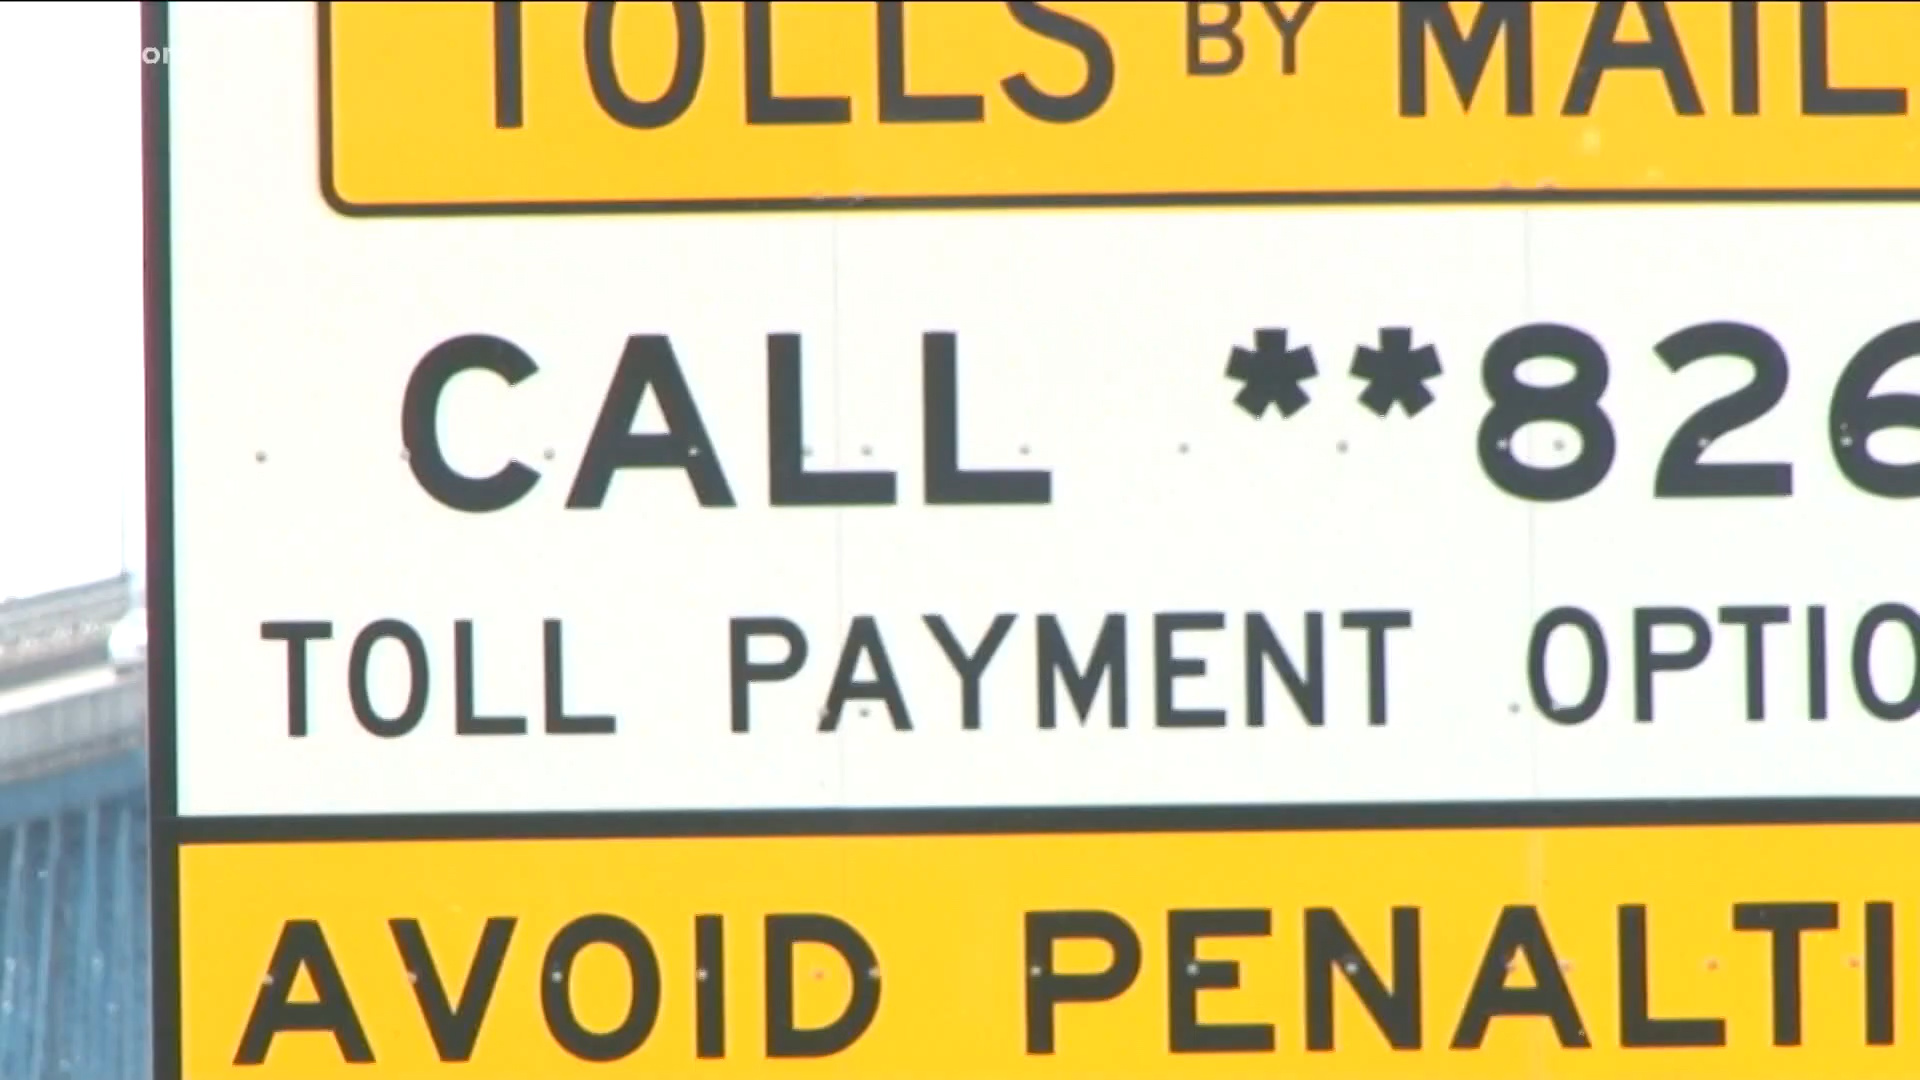 TOLLS BY MAIL
CALL **826
TOLL PAYMENT OPTIO
AVOID PENALTI